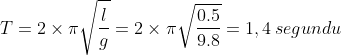 T = 2 × π√(l/g) = 2 × π√(0.5/9.8) = 1,4 segundu